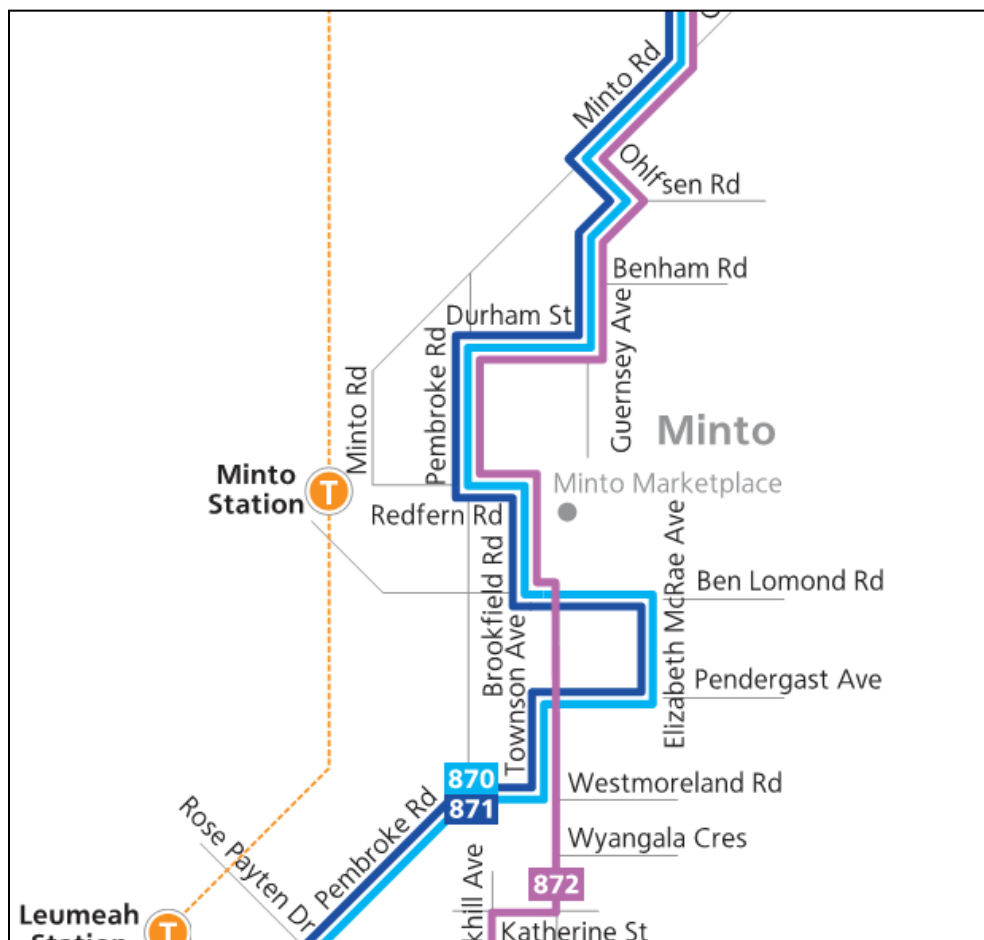 Minto Rd
Ohlfsen Rd
Benham Rd
Durham St
Guernsey Ave
Pembroke Rd
Minto Rd
Minto
Minto
Station
T
Minto Marketplace
Redfern Rd
Brookfield Rd
Elizabeth McRae Ave
Ben Lomond Rd
Townson Ave
Pendergast Ave
870
871
Westmoreland Rd
Pembroke Rd
Rose Payten Dr
Wyangala Cres
872
Leumeah
Station
T
Katherine St